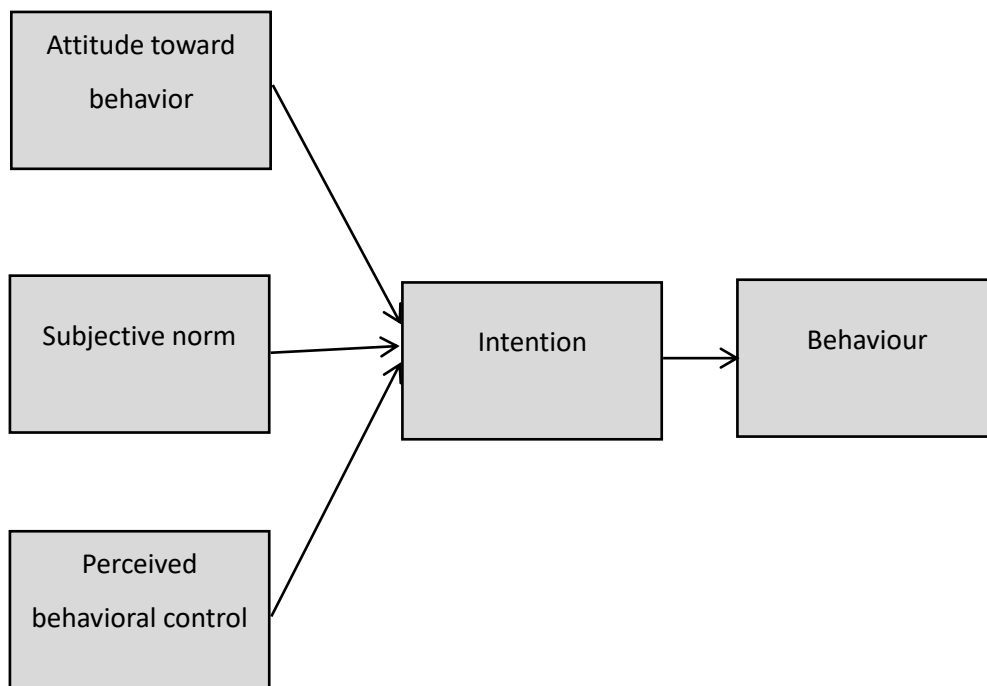 Attitude toward
behavior
Subjective norm
Intention
Behaviour
Perceived
behavioral control